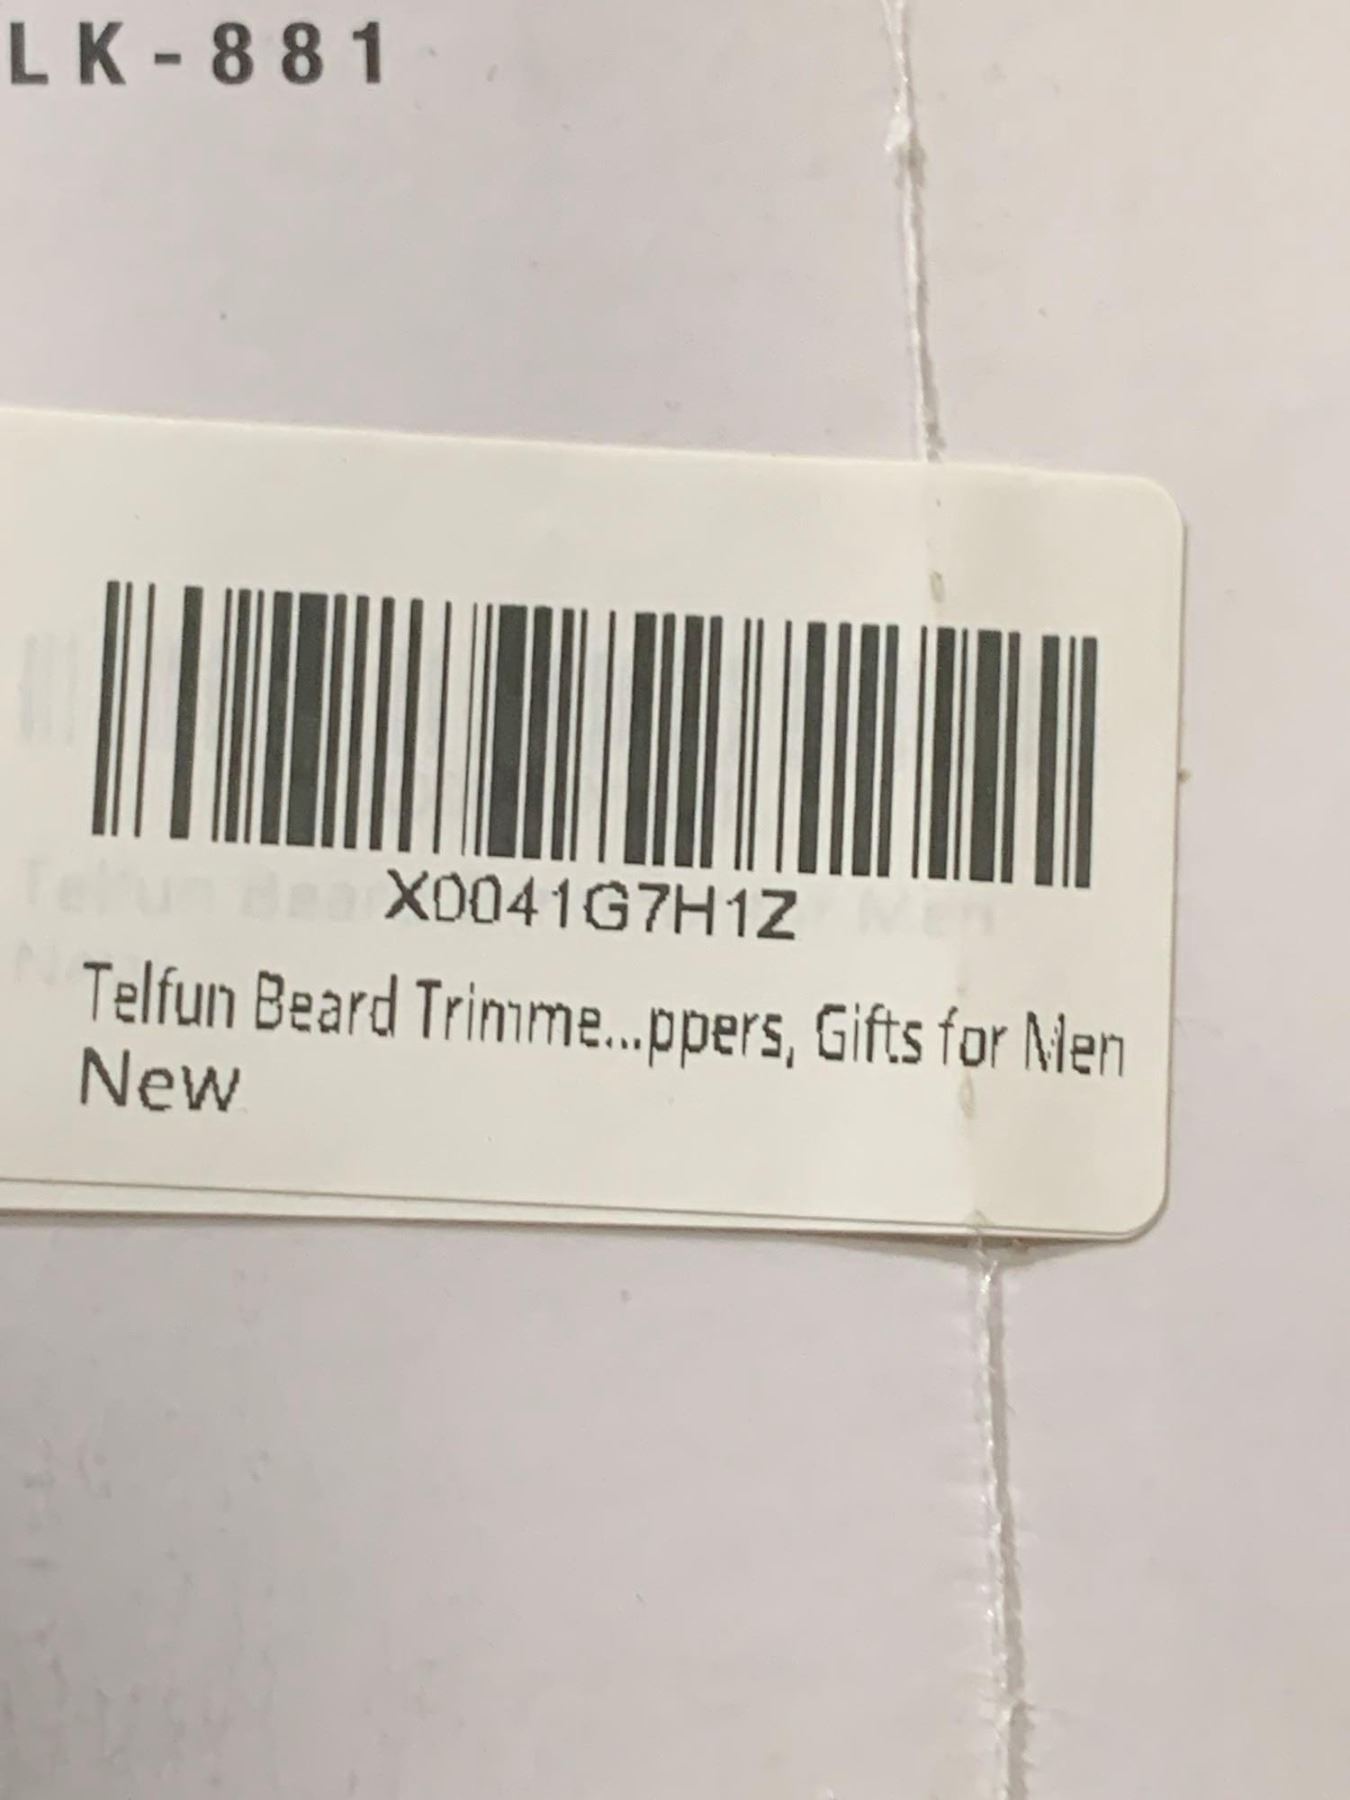 LK-881
X0041G7H1Z
Telfun Beard Trimme...ppers, Gifts for Men
New